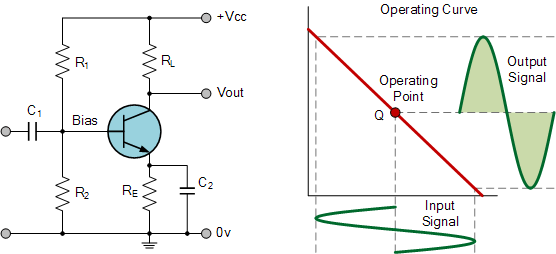 +Vcc
R1
RL
Vout
C1
Bias
R2
RE
C2
0v
Operating Curve
Output
Signal
Operating
Point
Q
Input
Signal